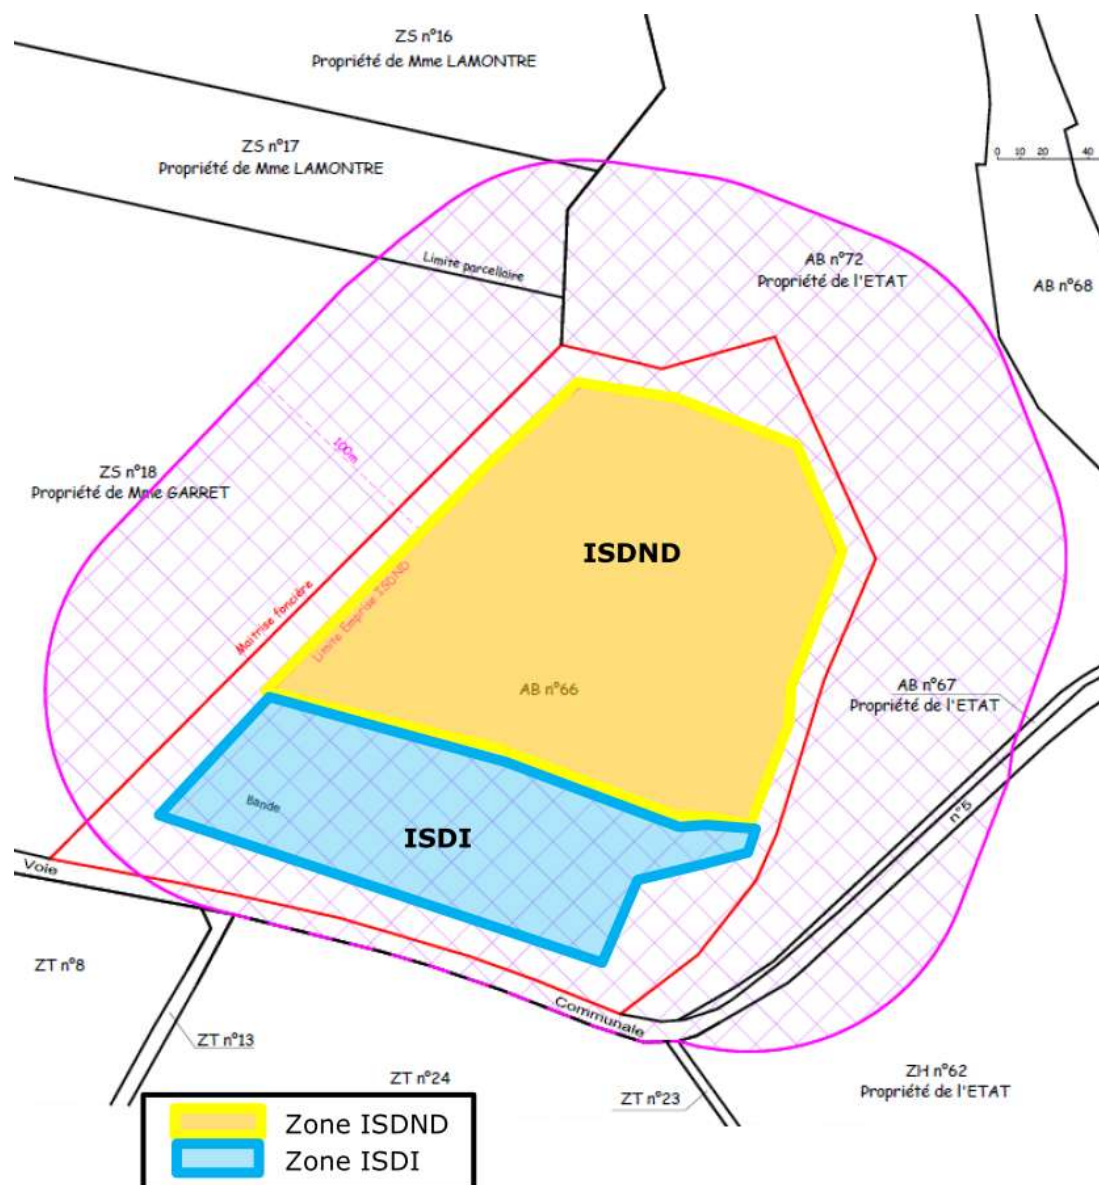 ZS n°16
Propriété de Mme LAMONTRE
ZS n°17
Propriété de Mme LAMONTRE
0 10 20 40
Limite parcellaire
AB n°72
Propriété de l'ETAT
AB n°68
100m
ZS n°18
Propriété de Mme GARRET
ISDND
Maitrise foncière
Limite Emprise ISDND
AB n°66
AB n°67
Propriété de l'ETAT
Bande
ISDI
n°5
Voie
ZT n°8
Communale
ZT n°13
ZT n°24
ZT n°23
ZH n°62
Propriété de l'ETAT
Zone ISDND
Zone ISDI